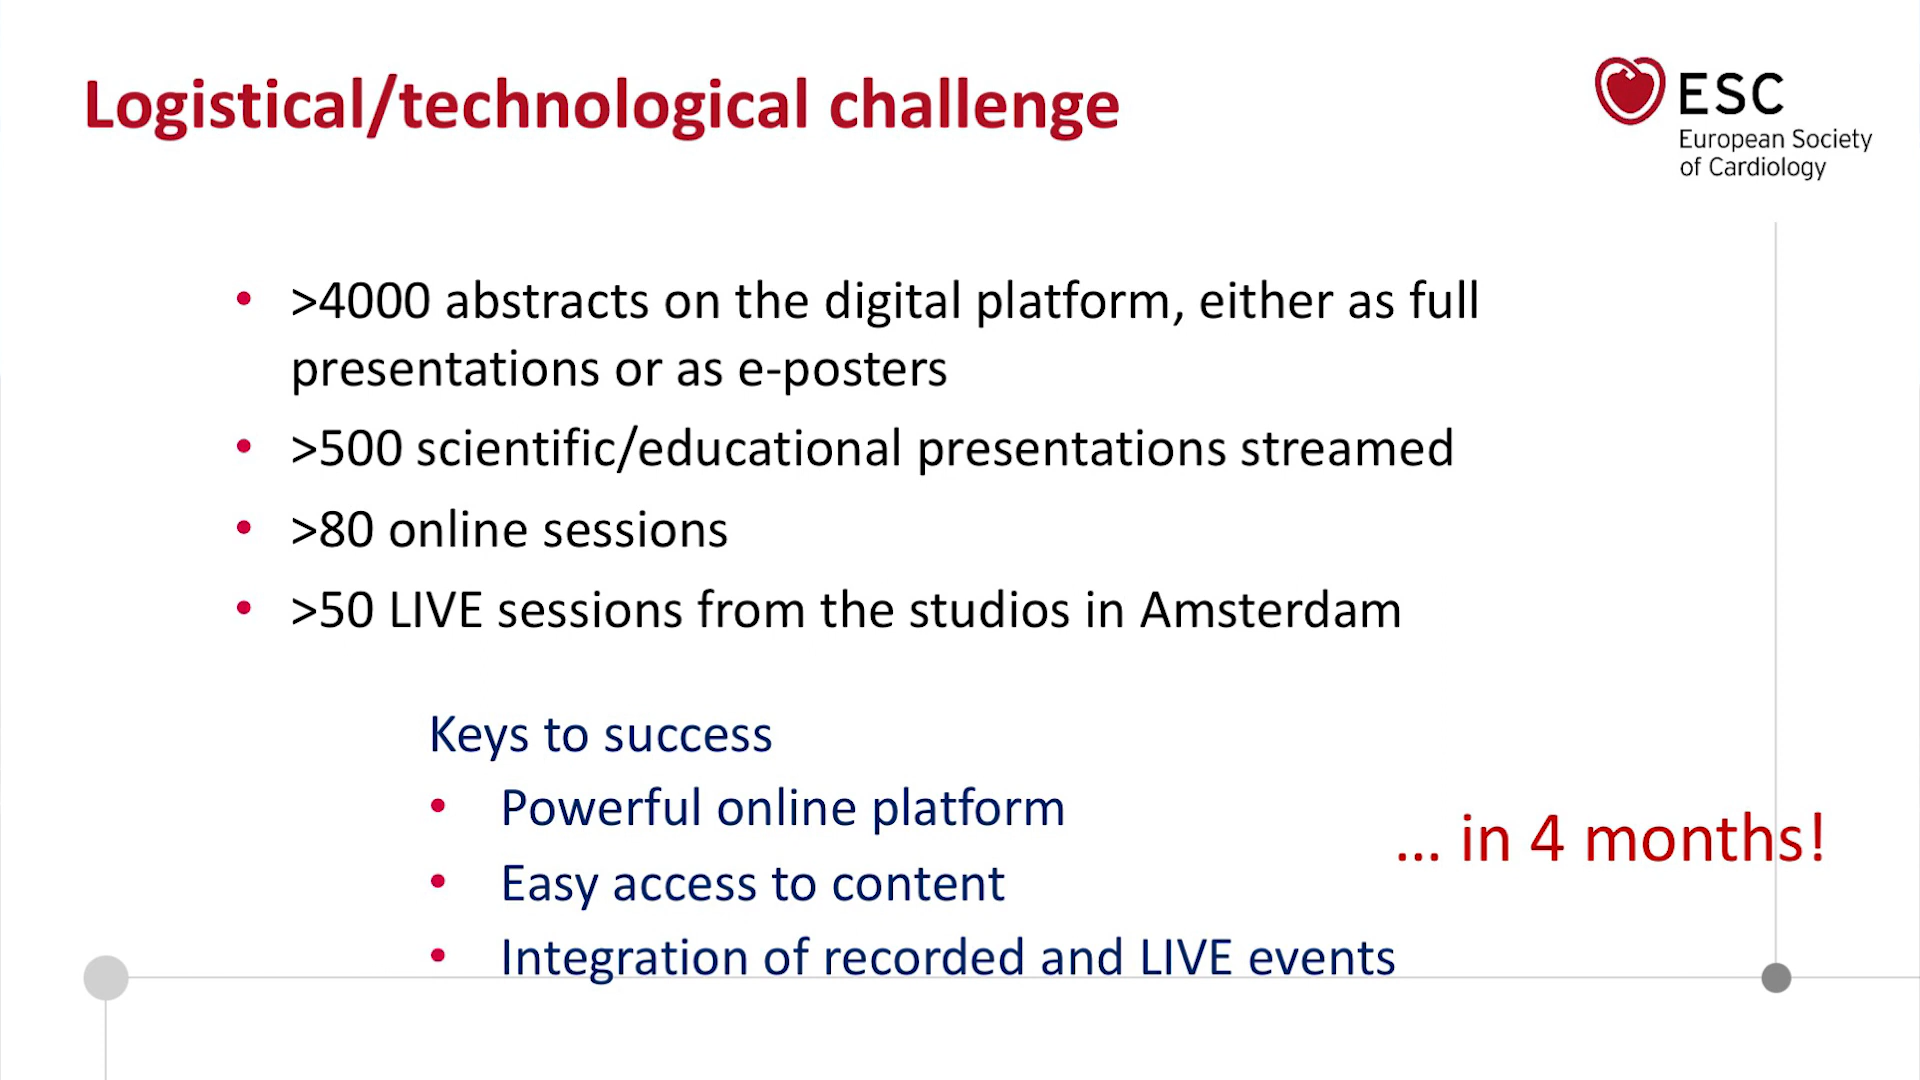 Logistical/technological challenge
ESC
European Society
of Cardiology
• >4000 abstracts on the digital platform, either as full
presentations or as e-posters
• >500 scientific/educational presentations streamed
• >80 online sessions
• >50 LIVE sessions from the studios in Amsterdam
Keys to success
• Powerful online platform
... in 4 months!
• Easy access to content
• Integration of recorded and LIVE events